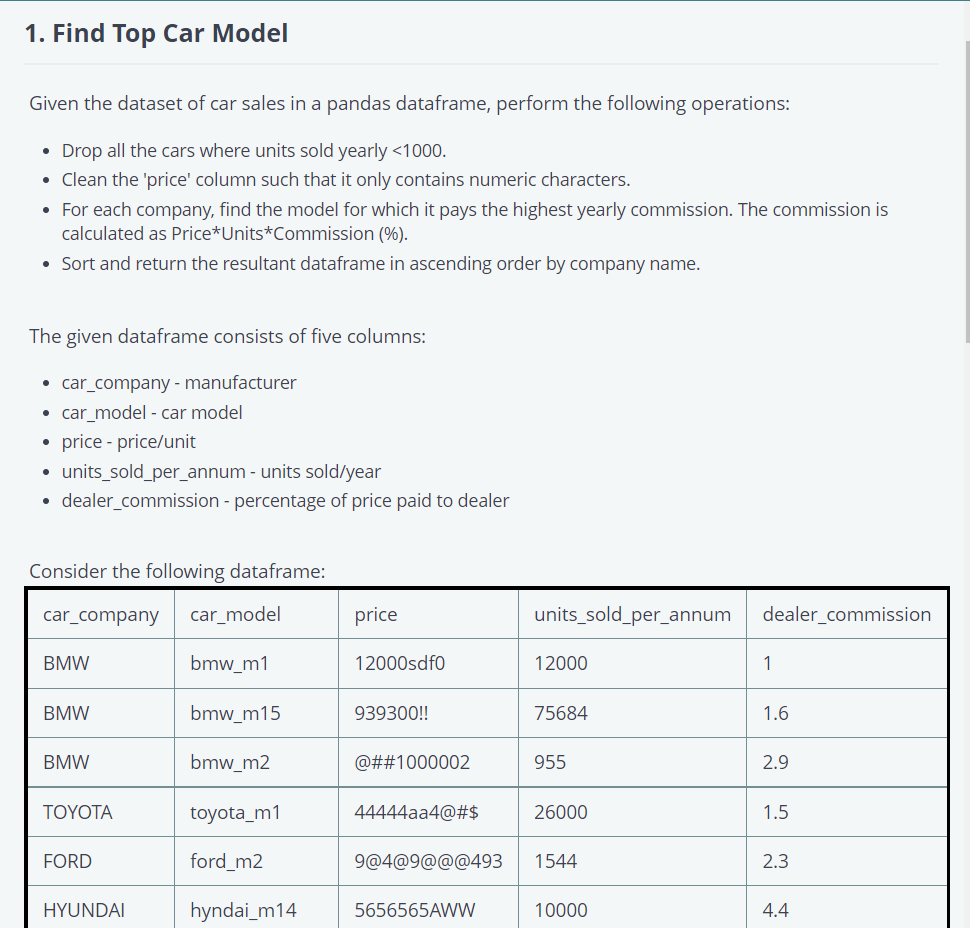 1. Find Top Car Model
Given the dataset of car sales in a pandas dataframe, perform the following operations:
• Drop all the cars where units sold yearly <1000.
• Clean the 'price' column such that it only contains numeric characters.
• For each company, find the model for which it pays the highest yearly commission. The commission is
calculated as Price*Units*Commission (%).
• Sort and return the resultant dataframe in ascending order by company name.
The given dataframe consists of five columns:
• car_company - manufacturer
• car_model - car model
• price - price/unit
• units_sold_per_annum - units sold/year
• dealer_commission - percentage of price paid to dealer
Consider the following dataframe:
car_company car_model price units_sold_per_annum dealer_commission
BMW bmw_m1 12000sdf0 12000 1
BMW bmw_m15 939300!! 75684 1.6
BMW bmw_m2 @##1000002 955 2.9
TOYOTA toyota_m1 44444aa4@#$ 26000 1.5
FORD ford_m2 9@4@9@@@493 1544 2.3
HYUNDAI hyndai_m14 5656565AWW 10000 4.4